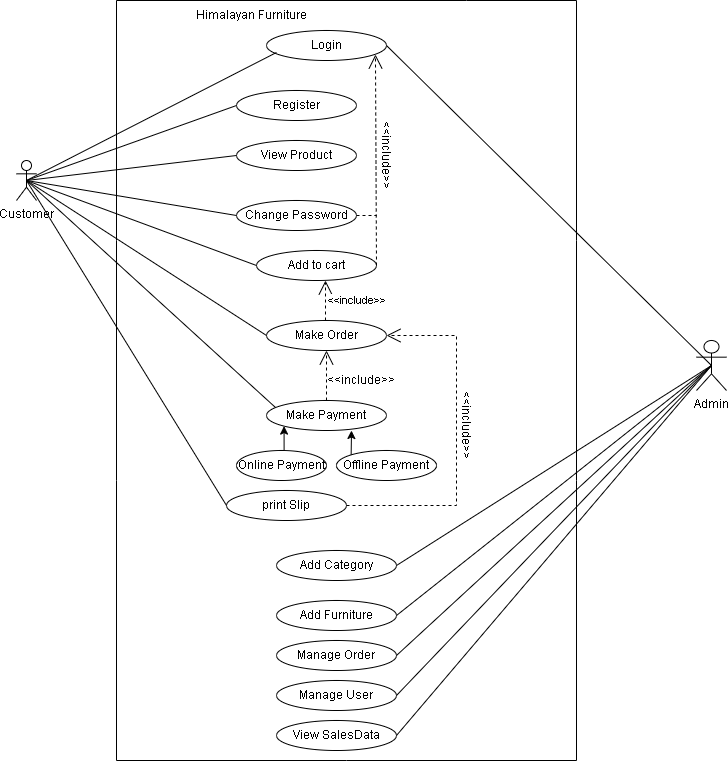 Himalayan Furniture
Login
Register
<<include>>
View Product
Customer
Change Password
Add to cart
<<include>>
Make Order
<<include>>
Admin
Make Payment
<<include>>
Online Payment
Offline Payment
print Slip
Add Category
Add Furniture
Manage Order
Manage User
View SalesData